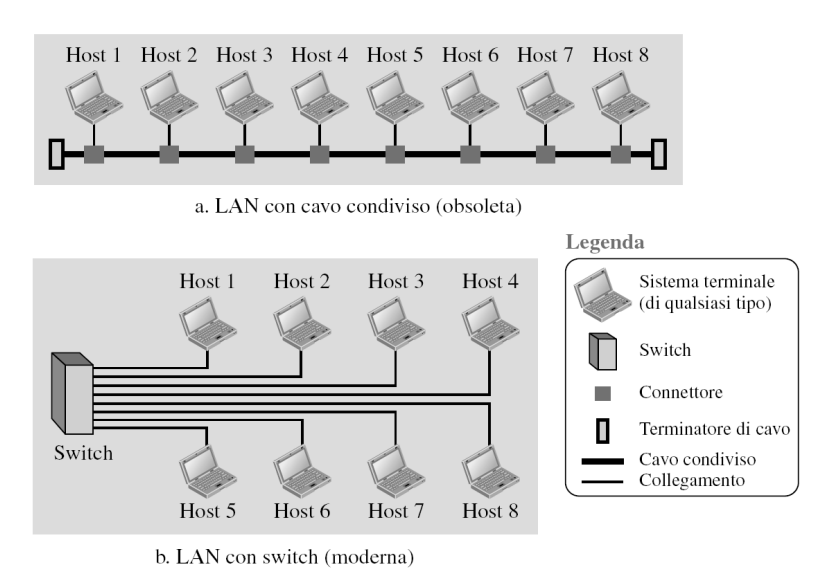 Host 1 Host 2 Host 3 Host 4 Host 5 Host 6 Host 7 Host 8
a. LAN con cavo condiviso (obsoleta)
Host 1 Host 2 Host 3 Host 4
Switch
Host 5 Host 6 Host 7 Host 8
b. LAN con switch (moderna)
Legenda
Sistema terminale
(di qualsiasi tipo)
Switch
Connettore
Terminatore di cavo
Cavo condiviso
Collegamento